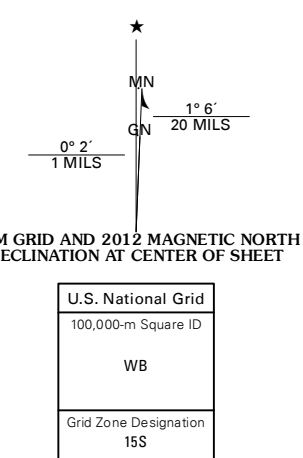 ★
MN
1° 6´
20 MILS
GN
0° 2´
1 MILS
M GRID AND 2012 MAGNETIC NORTH
ECLINATION AT CENTER OF SHEET
U.S. National Grid
100,000-m Square ID
WB
Grid Zone Designation
15S